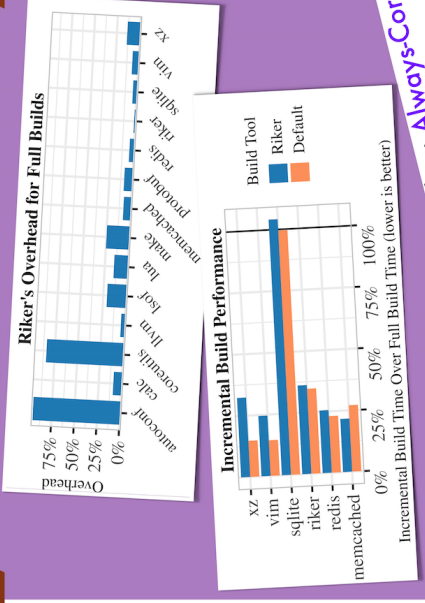 Always-Cor
Riker's Overhead for Full Builds
Overhead
75%
50%
25%
0%
autoconf
calc
coreutils
llvm
lsof
lua
make
memcached
protobuf
redis
riker
sqlite
vim
xz
Incremental Build Performance
xz
vim
sqlite
riker
redis
memcached
0%
25%
50%
75%
100%
Incremental Build Time Over Full Build Time (lower is better)
Build Tool
Riker
Default